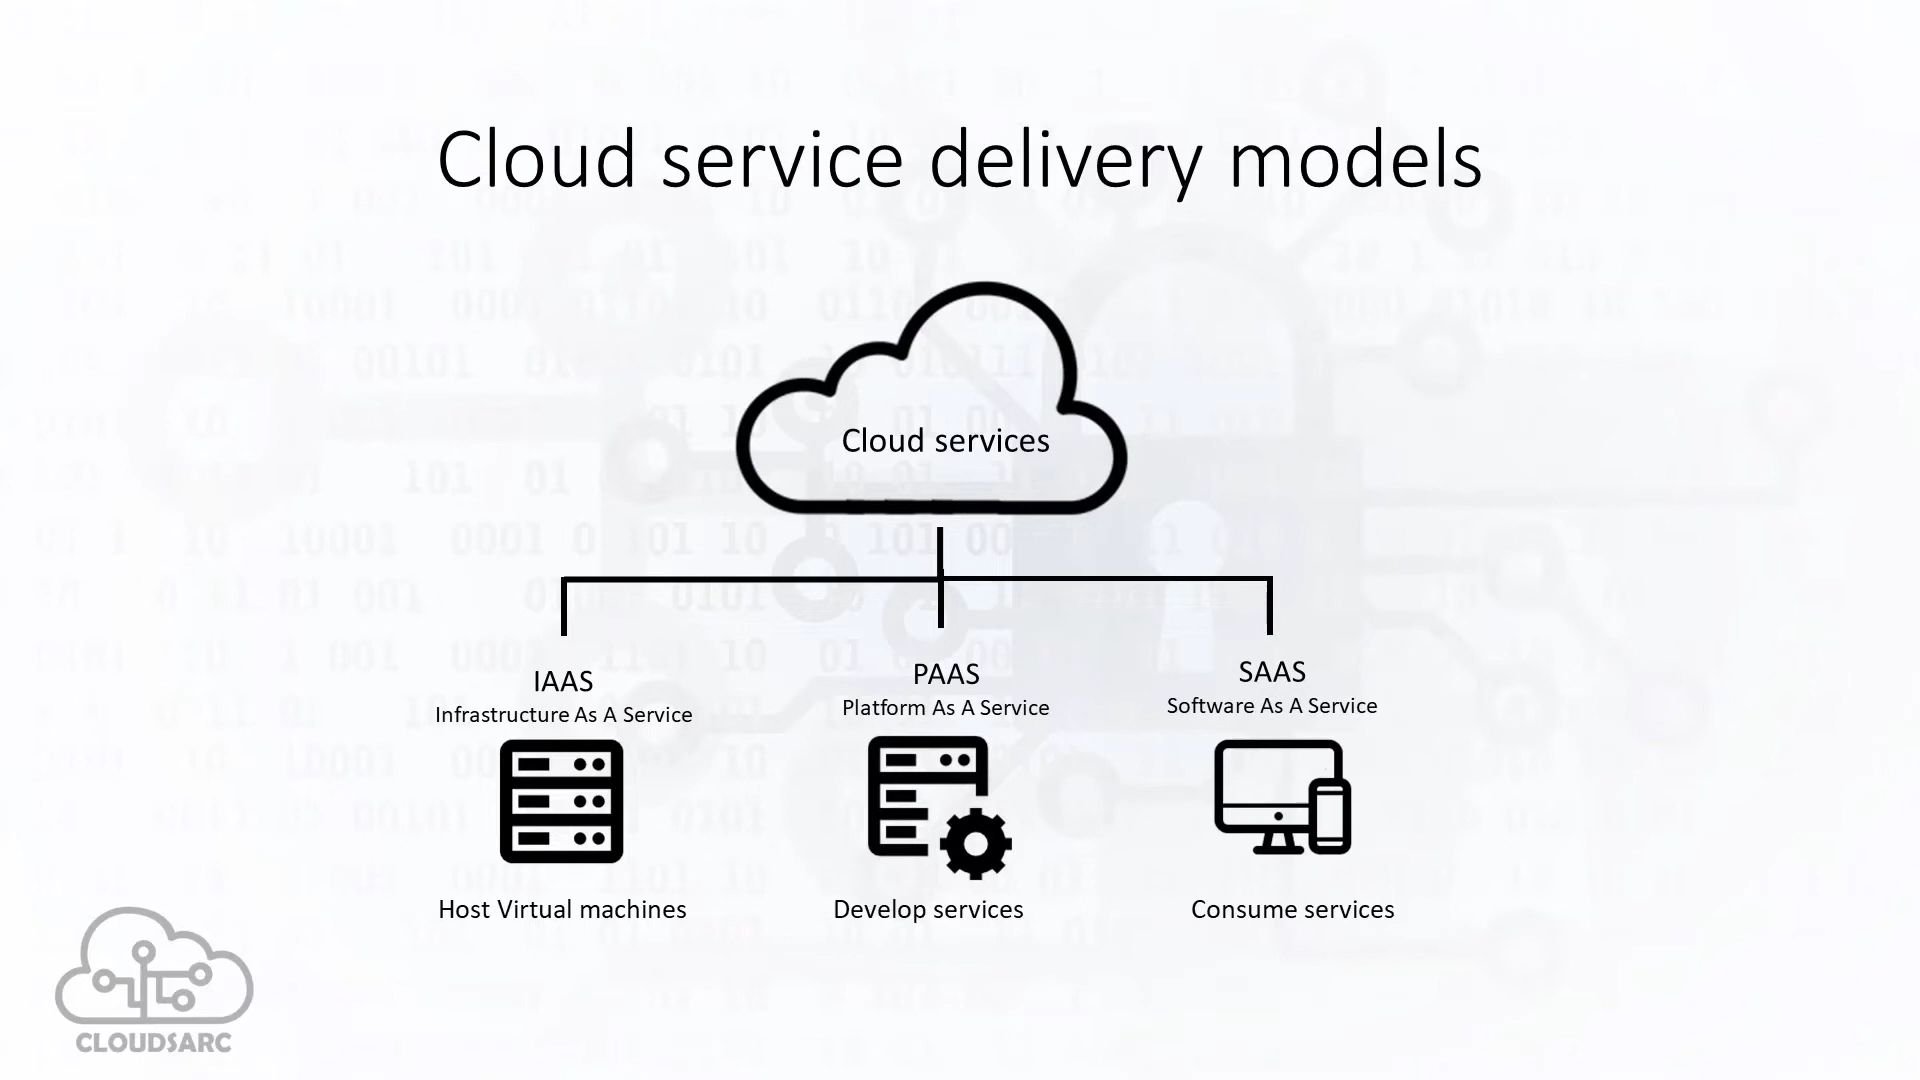 Cloud service delivery models
Cloud services
IAAS
Infrastructure As A Service
PAAS
Platform As A Service
SAAS
Software As A Service
Host Virtual machines
Develop services
Consume services
CLOUDSARC